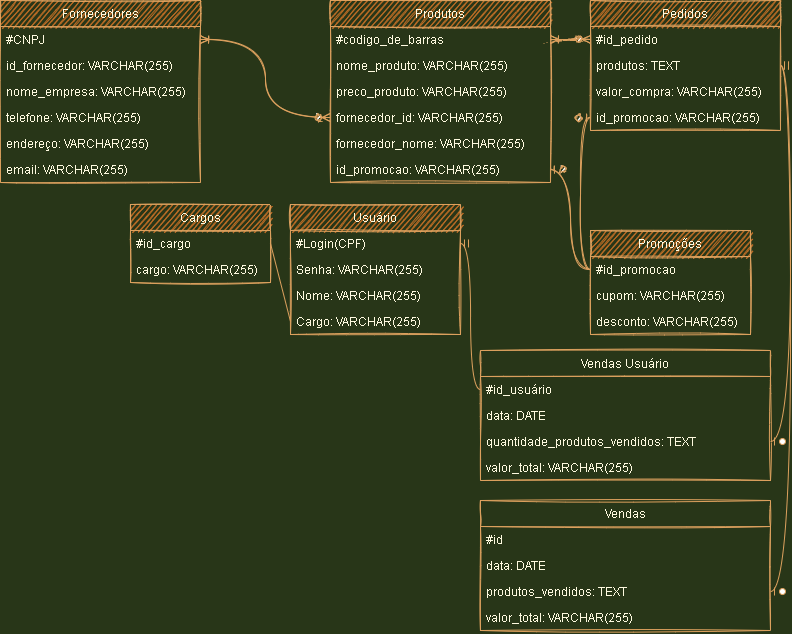 Fornecedores
#CNPJ
id_fornecedor: VARCHAR(255)
nome_empresa: VARCHAR(255)
telefone: VARCHAR(255)
endereço: VARCHAR(255)
email: VARCHAR(255)
Produtos
#codigo_de_barras
nome_produto: VARCHAR(255)
preco_produto: VARCHAR(255)
fornecedor_id: VARCHAR(255)
fornecedor_nome: VARCHAR(255)
id_promocao: VARCHAR(255)
Pedidos
#id_pedido
produtos: TEXT
valor_compra: VARCHAR(255)
id_promocao: VARCHAR(255)
Cargos
#id_cargo
cargo: VARCHAR(255)
Usuário
#Login(CPF)
Senha: VARCHAR(255)
Nome: VARCHAR(255)
Cargo: VARCHAR(255)
Promoções
#id_promocao
cupom: VARCHAR(255)
desconto: VARCHAR(255)
Vendas Usuário
#id_usuário
data: DATE
quantidade_produtos_vendidos: TEXT
valor_total: VARCHAR(255)
Vendas
#id
data: DATE
produtos_vendidos: TEXT
valor_total: VARCHAR(255)